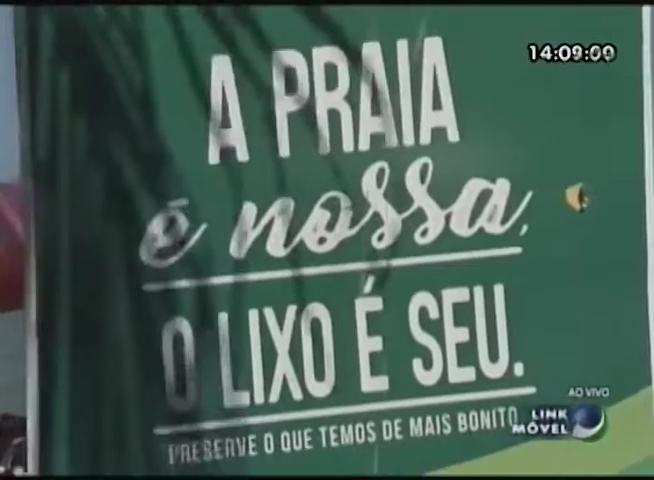 14:09:00
A PRAIA
é nossa,
O LIXO É SEU.
PRESERVE O QUE TEMOS DE MAIS BONITO
AO VIVO
LINK
MÓVEL